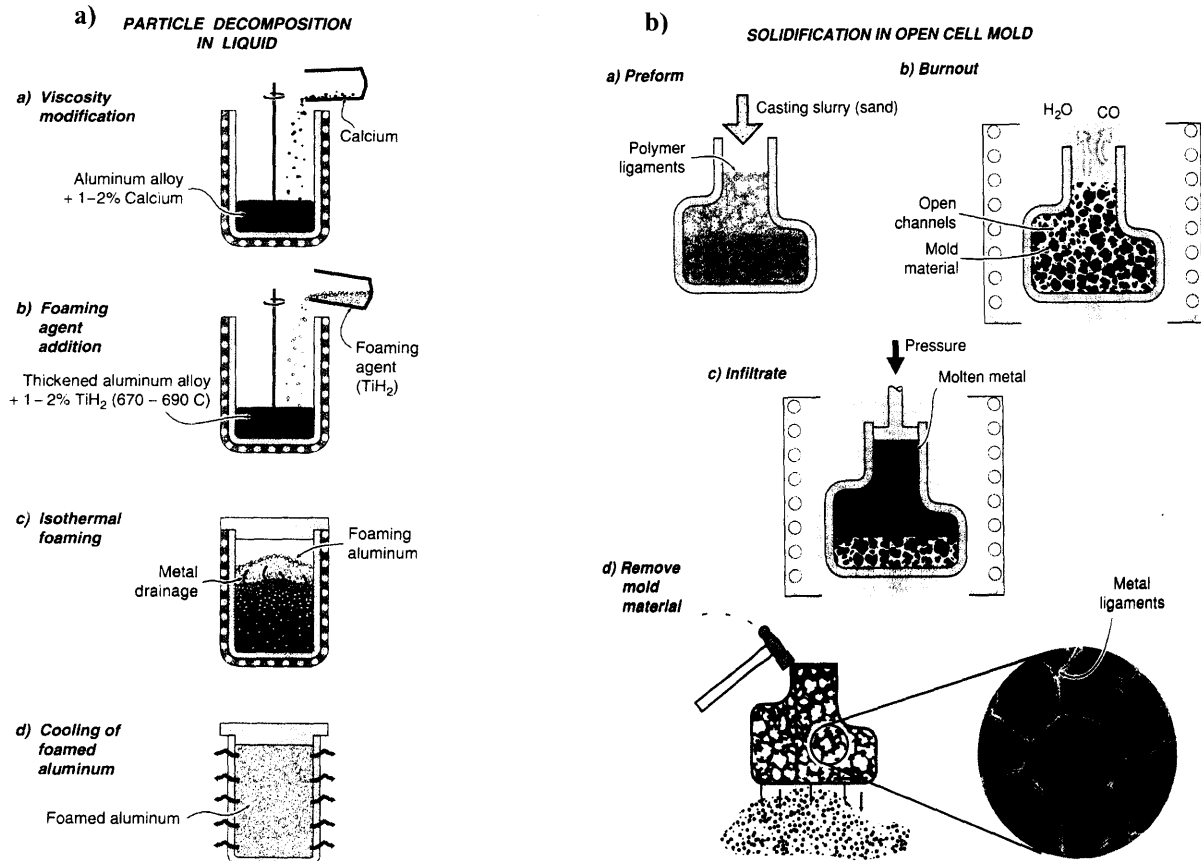 a)
PARTICLE DECOMPOSITION
IN LIQUID
a) Viscosity
modification
Calcium
Aluminum alloy
+ 1–2% Calcium
b) Foaming
agent
addition
Foaming
agent
(TiH2)
Thickened aluminum alloy
+ 1–2% TiH2 (670 – 690 C)
c) Isothermal
foaming
Foaming
aluminum
Metal
drainage
d) Cooling of
foamed
aluminum
Foamed aluminum
b)
SOLIDIFICATION IN OPEN CELL MOLD
a) Preform
Casting slurry (sand)
Polymer
ligaments
b) Burnout
H2O
CO
Open
channels
Mold
material
c) Infiltrate
Pressure
Molten metal
d) Remove
mold
material
Metal
ligaments